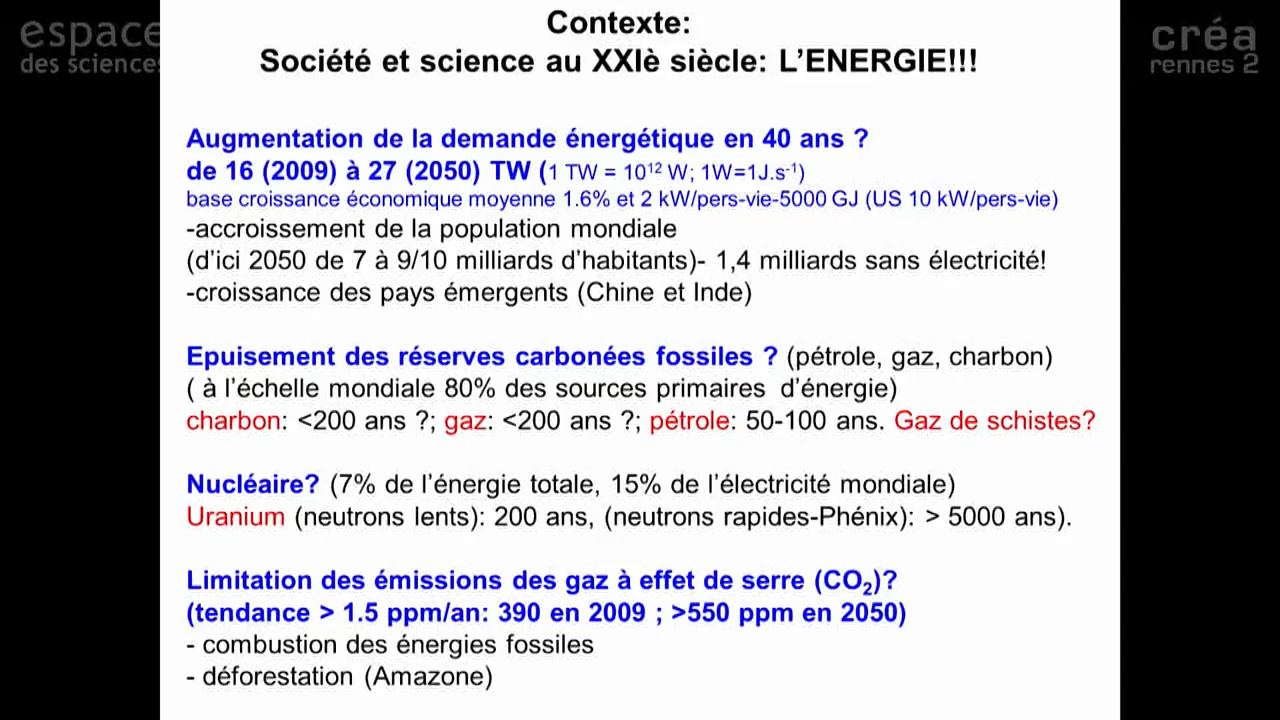 espace
des sciences
créa
rennes 2
Contexte:
Société et science au XXIè siècle: L'ENERGIE!!!
Augmentation de la demande énergétique en 40 ans ?
de 16 (2009) à 27 (2050) TW (1 TW = 10¹² W; 1W=1J.s⁻¹)
base croissance économique moyenne 1.6% et 2 kW/pers-vie-5000 GJ (US 10 kW/pers-vie)
-accroissement de la population mondiale
(d'ici 2050 de 7 à 9/10 milliards d'habitants)- 1,4 milliards sans électricité!
-croissance des pays émergents (Chine et Inde)
Epuisement des réserves carbonées fossiles ? (pétrole, gaz, charbon)
( à l'échelle mondiale 80% des sources primaires d'énergie)
charbon: <200 ans ?; gaz: <200 ans ?; pétrole: 50-100 ans. Gaz de schistes?
Nucléaire? (7% de l'énergie totale, 15% de l'électricité mondiale)
Uranium (neutrons lents): 200 ans, (neutrons rapides-Phénix): > 5000 ans).
Limitation des émissions des gaz à effet de serre (CO₂)?
(tendance > 1.5 ppm/an: 390 en 2009 ; >550 ppm en 2050)
- combustion des énergies fossiles
- déforestation (Amazone)